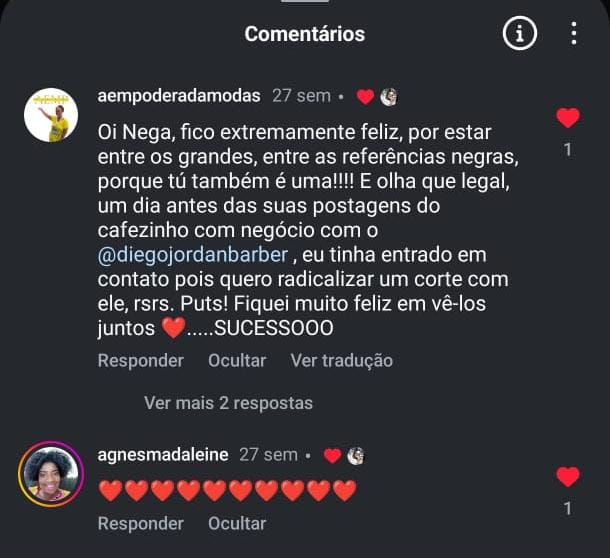 Comentários
aempoderadamodas 27 sem •
Oi Nega, fico extremamente feliz, por estar
entre os grandes, entre as referências negras,
porque tú também é uma!!!! E olha que legal,
um dia antes das suas postagens do
cafezinho com negócio com o
@diegojordanbarber , eu tinha entrado em
contato pois quero radicalizar um corte com
ele, rsrs. Puts! Fiquei muito feliz em vê-los
juntos ❤️.....SUCESSOOO
1
Responder Ocultar Ver tradução
Ver mais 2 respostas
agnesmadaleine 27 sem •
❤️❤️❤️❤️❤️❤️❤️❤️❤️❤️
1
Responder Ocultar